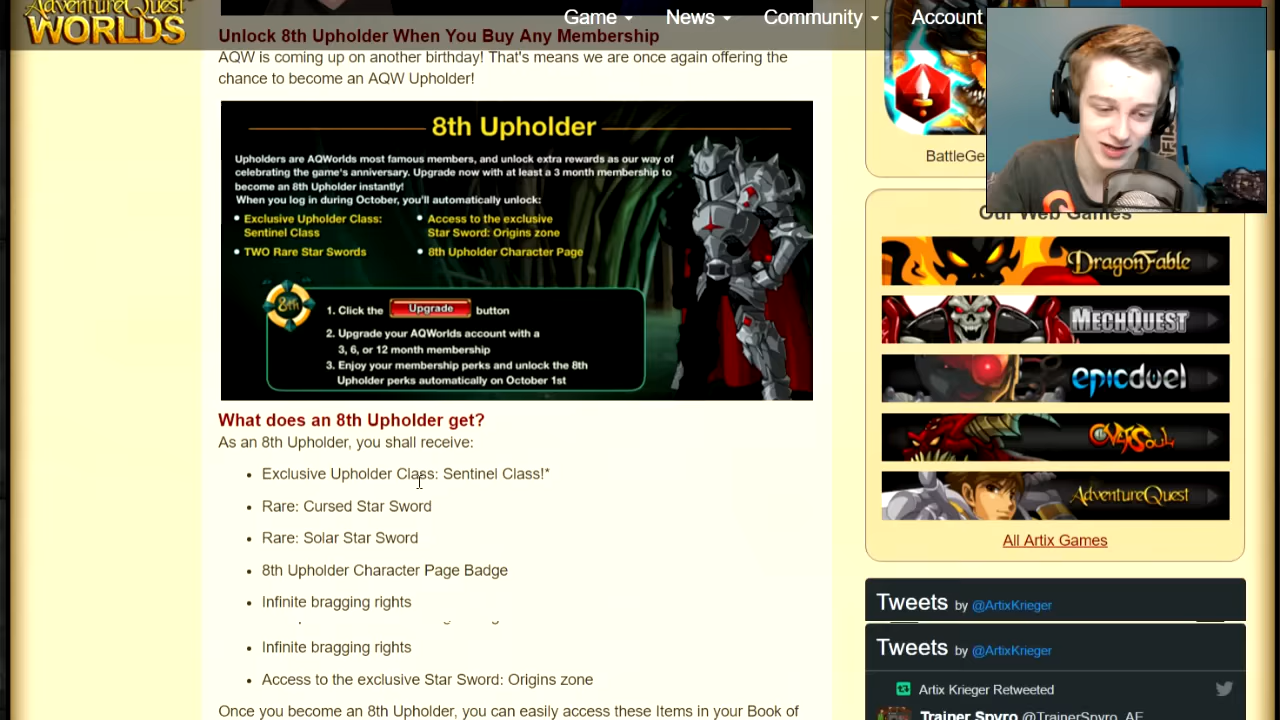 AdventureQuest
WORLDS
Game News Community Account
Unlock 8th Upholder When You Buy Any Membership
AQW is coming up on another birthday! That's means we are once again offering the
chance to become an AQW Upholder!
8th Upholder
Upholders are AQWorlds most famous members, and unlock extra rewards as our way of
celebrating the game's anniversary. Upgrade now with at least a 3 month membership to
become an 8th Upholder instantly!
When you log in during October, you'll automatically unlock:
Exclusive Upholder Class:
Sentinel Class
TWO Rare Star Swords
Access to the exclusive
Star Sword: Origins zone
8th Upholder Character Page
8th
1. Click the Upgrade button
2. Upgrade your AQWorlds account with a
3, 6, or 12 month membership
3. Enjoy your membership perks and unlock the 8th
Upholder perks automatically on October 1st
What does an 8th Upholder get?
As an 8th Upholder, you shall receive:
Exclusive Upholder Class: Sentinel Class!*
Rare: Cursed Star Sword
Rare: Solar Star Sword
8th Upholder Character Page Badge
Infinite bragging rights
Infinite bragging rights
Access to the exclusive Star Sword: Origins zone
Once you become an 8th Upholder, you can easily access these Items in your Book of
BattleGe
Our Web Games
DragonFable
MECHQUEST
epicduel
OVERSOUL
ADVENTUREQUEST
All Artix Games
Tweets by @ArtixKrieger
Tweets by @ArtixKrieger
Artix Krieger Retweeted
Trainer Spyro @TrainerSpyro_AE